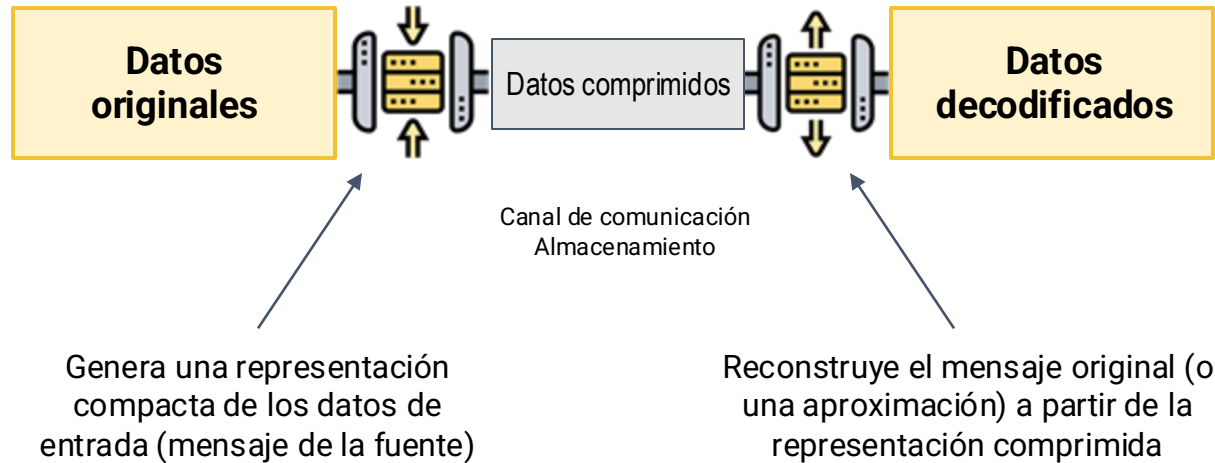 Datos
originales
Datos comprimidos
Datos
decodificados
Canal de comunicación
Almacenamiento
Genera una representación
compacta de los datos de
entrada (mensaje de la fuente)
Reconstruye el mensaje original (o
una aproximación) a partir de la
representación comprimida